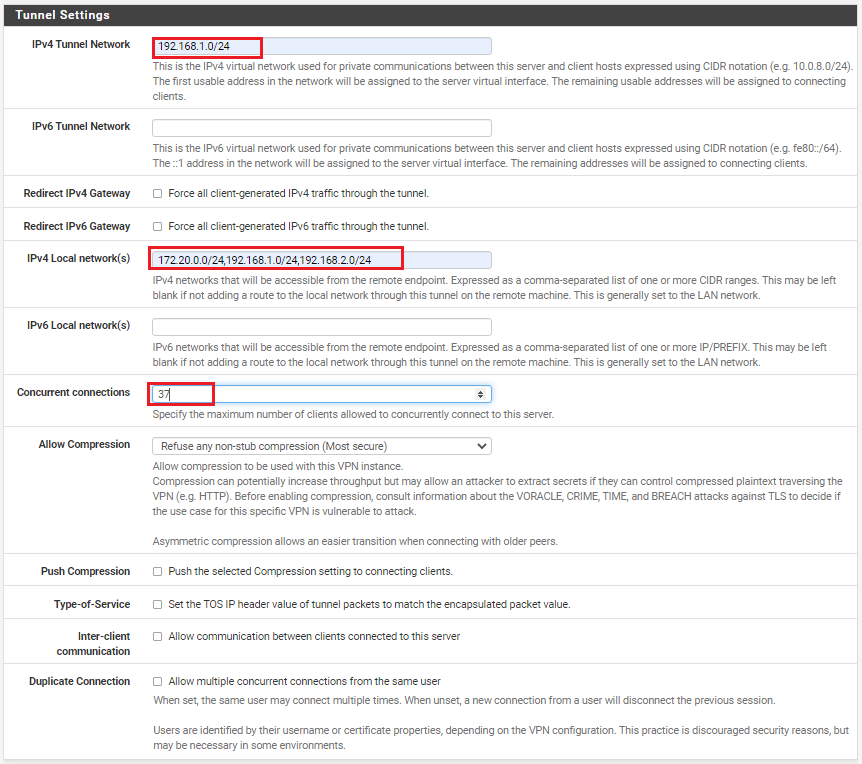 Tunnel Settings
IPv4 Tunnel Network
192.168.1.0/24
This is the IPv4 virtual network used for private communications between this server and client hosts expressed using CIDR notation (e.g. 10.0.8.0/24).
The first usable address in the network will be assigned to the server virtual interface. The remaining usable addresses will be assigned to connecting
clients.
IPv6 Tunnel Network
This is the IPv6 virtual network used for private communications between this server and client hosts expressed using CIDR notation (e.g. fe80::/64).
The ::1 address in the network will be assigned to the server virtual interface. The remaining addresses will be assigned to connecting clients.
Redirect IPv4 Gateway
Force all client-generated IPv4 traffic through the tunnel.
Redirect IPv6 Gateway
Force all client-generated IPv6 traffic through the tunnel.
IPv4 Local network(s)
172.20.0.0/24,192.168.1.0/24,192.168.2.0/24
IPv4 networks that will be accessible from the remote endpoint. Expressed as a comma-separated list of one or more CIDR ranges. This may be left
blank if not adding a route to the local network through this tunnel on the remote machine. This is generally set to the LAN network.
IPv6 Local network(s)
IPv6 networks that will be accessible from the remote endpoint. Expressed as a comma-separated list of one or more IP/PREFIX. This may be left
blank if not adding a route to the local network through this tunnel on the remote machine. This is generally set to the LAN network.
Concurrent connections
37
Specify the maximum number of clients allowed to concurrently connect to this server.
Allow Compression
Refuse any non-stub compression (Most secure)
Allow compression to be used with this VPN instance.
Compression can potentially increase throughput but may allow an attacker to extract secrets if they can control compressed plaintext traversing the
VPN (e.g. HTTP). Before enabling compression, consult information about the VORACLE, CRIME, TIME, and BREACH attacks against TLS to decide if
the use case for this specific VPN is vulnerable to attack.
Asymmetric compression allows an easier transition when connecting with older peers.
Push Compression
Push the selected Compression setting to connecting clients.
Type-of-Service
Set the TOS IP header value of tunnel packets to match the encapsulated packet value.
Inter-client
communication
Allow communication between clients connected to this server
Duplicate Connection
Allow multiple concurrent connections from the same user
When set, the same user may connect multiple times. When unset, a new connection from a user will disconnect the previous session.
Users are identified by their username or certificate properties, depending on the VPN configuration. This practice is discouraged security reasons, but
may be necessary in some environments.